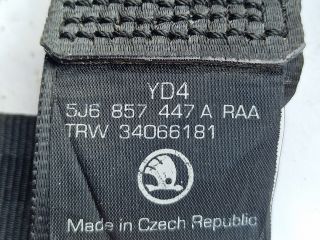 YD4
5J6 857 447 A RAA
TRW 34066181
Made in Czech Republic